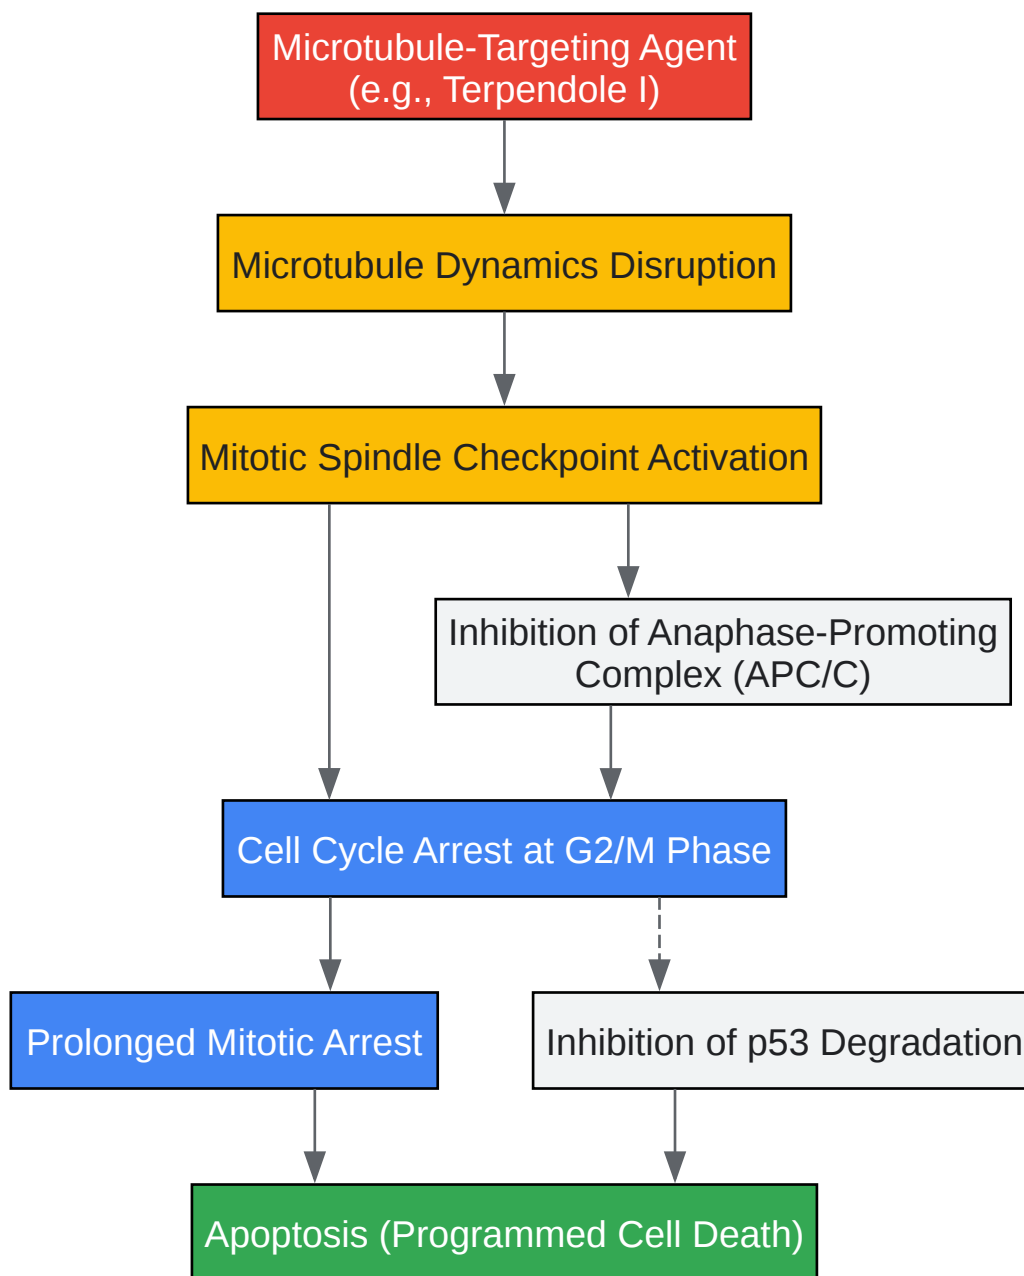 Microtubule-Targeting Agent
(e.g., Terpendole I)
Microtubule Dynamics Disruption
Mitotic Spindle Checkpoint Activation
Inhibition of Anaphase-Promoting
Complex (APC/C)
Cell Cycle Arrest at G2/M Phase
Prolonged Mitotic Arrest
Inhibition of p53 Degradation
Apoptosis (Programmed Cell Death)